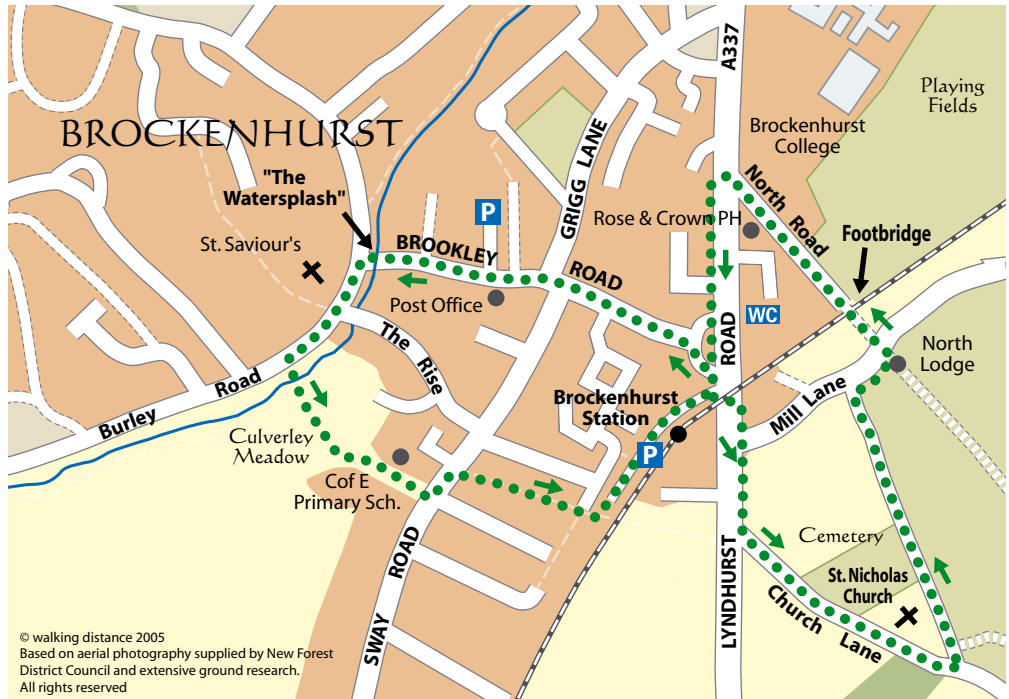 A337
Playing
Fields
BROCKENHURST
Brockenhurst
College
GRIGG LANE
"The
Watersplash"
North Road
P
Rose & Crown PH
Footbridge
St. Saviour's
BROOKLEY
ROAD
Post Office
WC
The Rise
ROAD
North
Lodge
Burley Road
Brockenhurst
Station
Mill Lane
Culverley
Meadow
P
C of E
Primary Sch.
Cemetery
St. Nicholas
Church
SWAY ROAD
LYNDHURST
Church Lane
© walking distance 2005
Based on aerial photography supplied by New Forest
District Council and extensive ground research.
All rights reserved